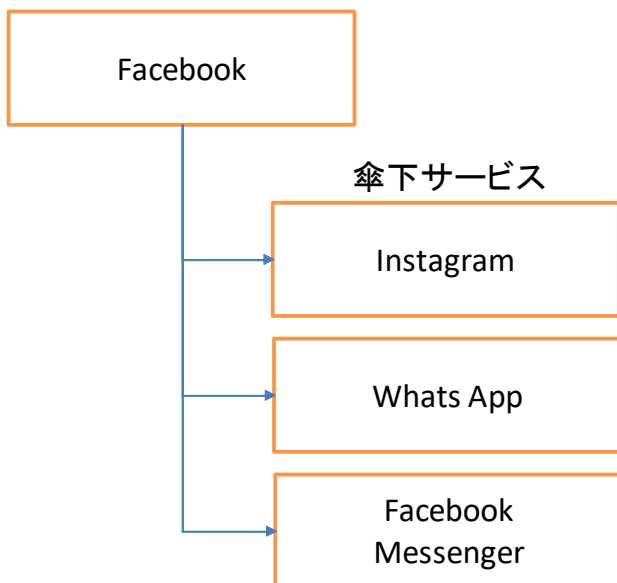 Facebook
傘下サービス
Instagram
Whats App
Facebook
Messenger